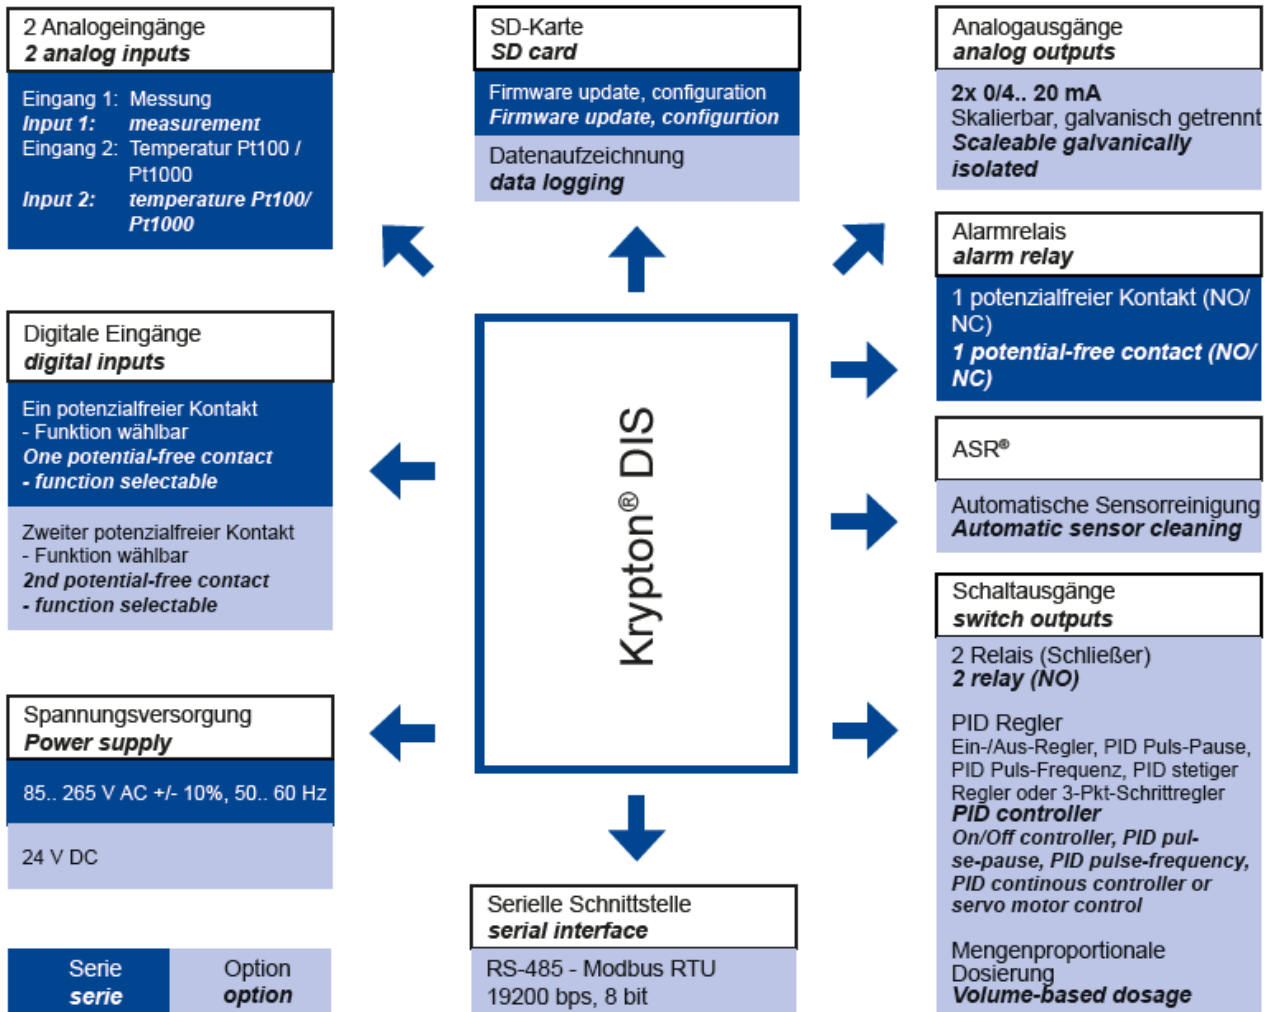 2 Analogeingänge
2 analog inputs
Eingang 1: Messung
Input 1: measurement
Eingang 2: Temperatur Pt100 /
Pt1000
Input 2: temperature Pt100/
Pt1000
Digitale Eingänge
digital inputs
Ein potenzialfreier Kontakt
- Funktion wählbar
One potential-free contact
- function selectable
Zweiter potenzialfreier Kontakt
- Funktion wählbar
2nd potential-free contact
- function selectable
Spannungsversorgung
Power supply
85.. 265 V AC +/- 10%, 50.. 60 Hz
24 V DC
Serie
serie
Option
option
SD-Karte
SD card
Firmware update, configuration
Firmware update, configurtion
Datenaufzeichnung
data logging
Krypton® DIS
Serielle Schnittstelle
serial interface
RS-485 - Modbus RTU
19200 bps, 8 bit
Analogausgänge
analog outputs
2x 0/4.. 20 mA
Skalierbar, galvanisch getrennt
Scaleable galvanically
isolated
Alarmrelais
alarm relay
1 potenzialfreier Kontakt (NO/
NC)
1 potential-free contact (NO/
NC)
ASR®
Automatische Sensorreinigung
Automatic sensor cleaning
Schaltausgänge
switch outputs
2 Relais (Schließer)
2 relay (NO)
PID Regler
Ein-/Aus-Regler, PID Puls-Pause,
PID Puls-Frequenz, PID stetiger
Regler oder 3-Pkt-Schrittregler
PID controller
On/Off controller, PID pul-
se-pause, PID pulse-frequency,
PID continous controller or
servo motor control
Mengenproportionale
Dosierung
Volume-based dosage